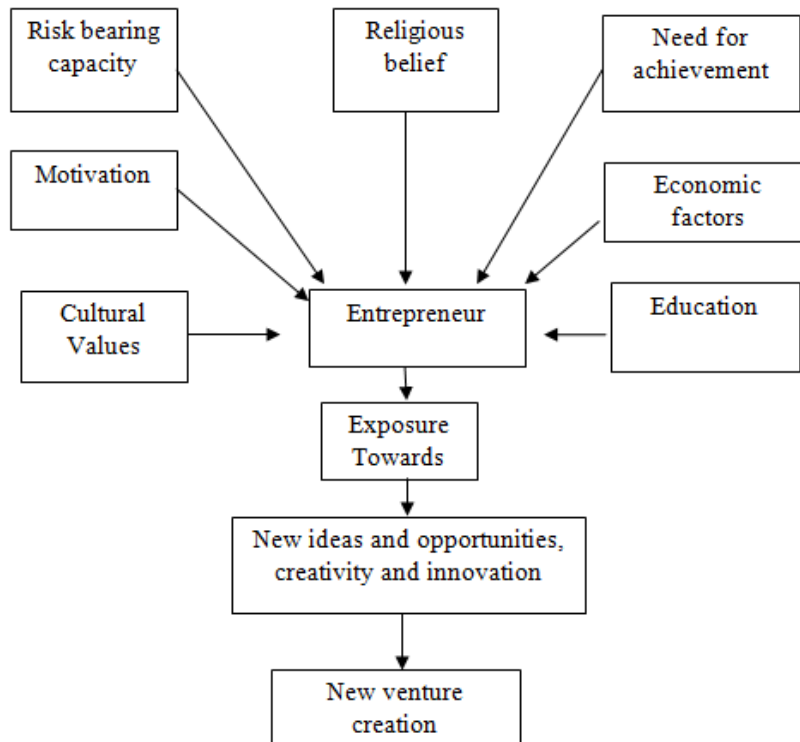 Risk bearing
capacity
Religious
belief
Need for
achievement
Motivation
Economic
factors
Cultural
Values
Entrepreneur
Education
Exposure
Towards
New ideas and opportunities,
creativity and innovation
New venture
creation